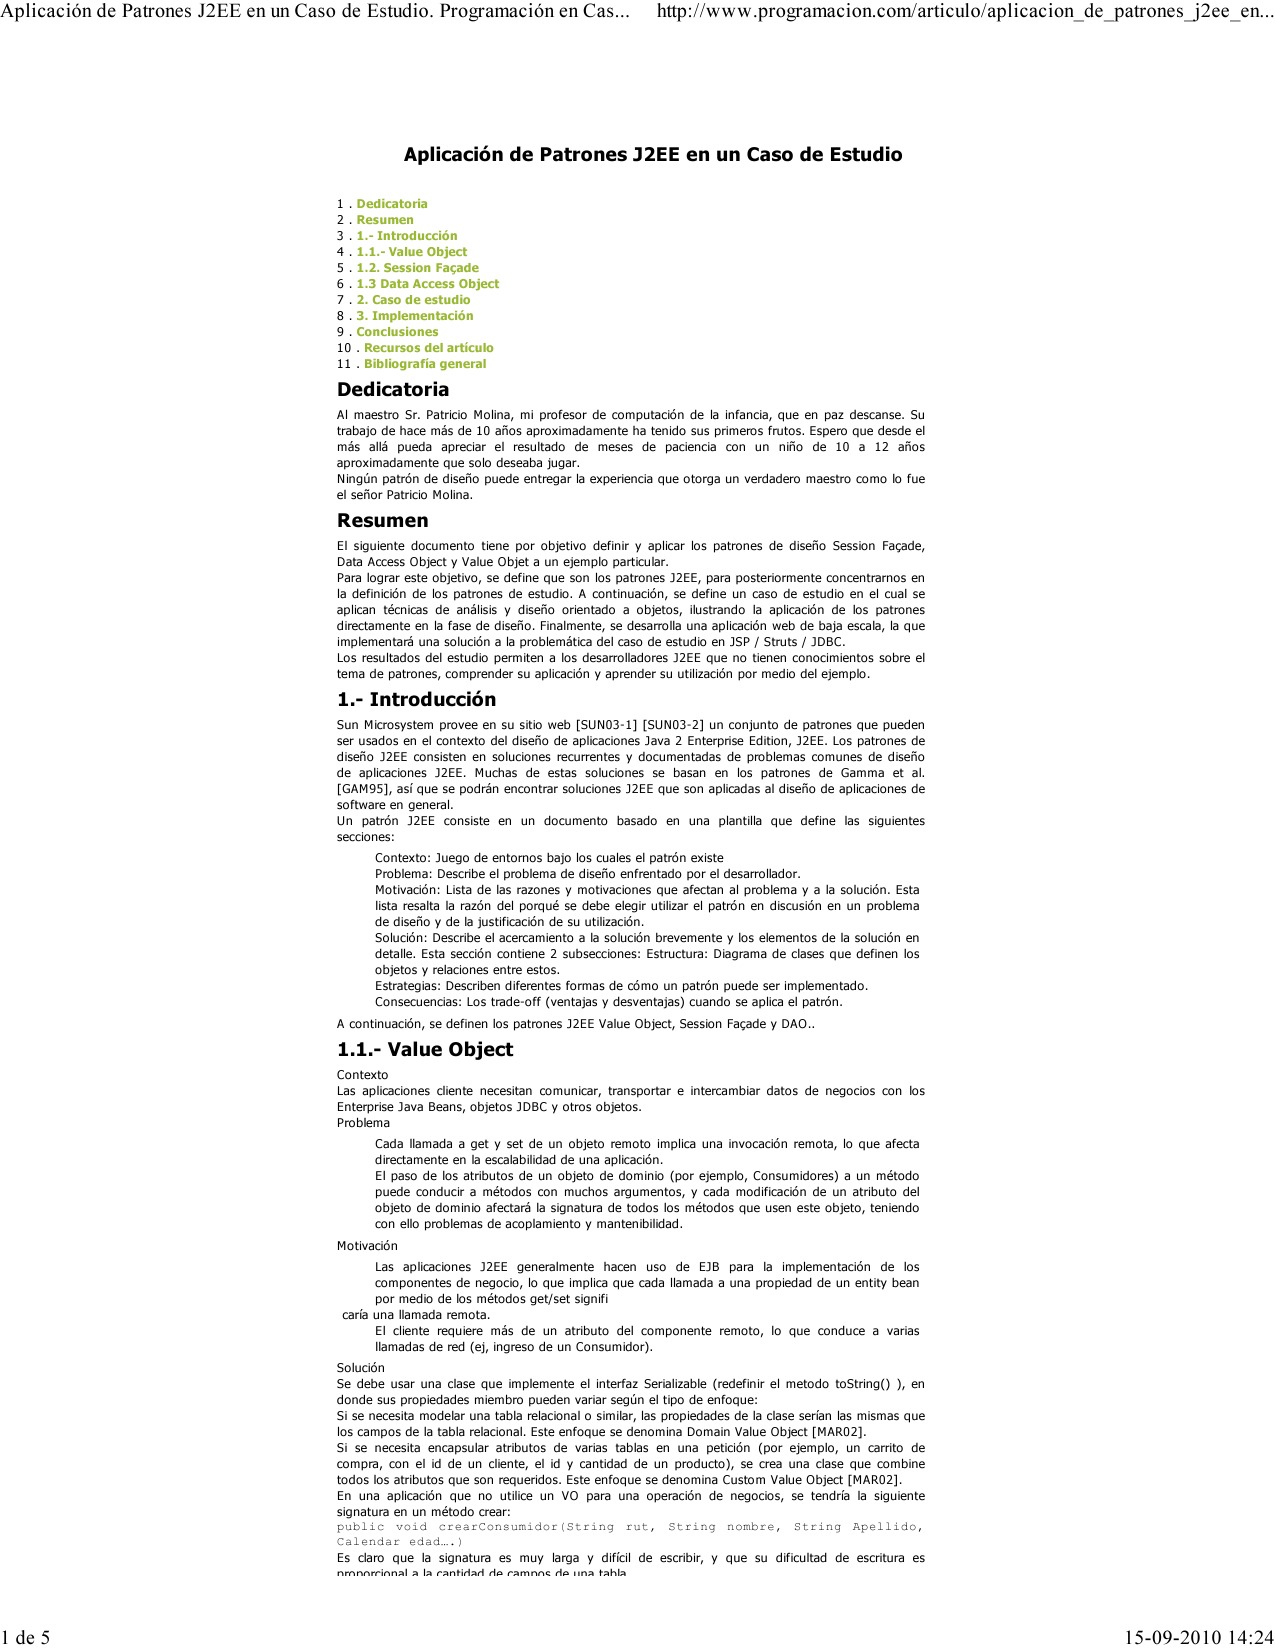 Aplicación de Patrones J2EE en un Caso de Estudio. Programación en Cas... http://www.programacion.com/articulo/aplicacion_de_patrones_j2ee_en...
Aplicación de Patrones J2EE en un Caso de Estudio
1 . Dedicatoria
2 . Resumen
3 . 1.- Introducción
4 . 1.1.- Value Object
5 . 1.2. Session Façade
6 . 1.3 Data Access Object
7 . 2. Caso de estudio
8 . 3. Implementación
9 . Conclusiones
10 . Recursos del artículo
11 . Bibliografía general
Dedicatoria
Al maestro Sr. Patricio Molina, mi profesor de computación de la infancia, que en paz descanse. Su
trabajo de hace más de 10 años aproximadamente ha tenido sus primeros frutos. Espero que desde el
más allá pueda apreciar el resultado de meses de paciencia con un niño de 10 a 12 años
aproximadamente que solo deseaba jugar.
Ningún patrón de diseño puede entregar la experiencia que otorga un verdadero maestro como lo fue
el señor Patricio Molina.
Resumen
El siguiente documento tiene por objetivo definir y aplicar los patrones de diseño Session Façade,
Data Access Object y Value Objet a un ejemplo particular.
Para lograr este objetivo, se define que son los patrones J2EE, para posteriormente concentrarnos en
la definición de los patrones de estudio. A continuación, se define un caso de estudio en el cual se
aplican técnicas de análisis y diseño orientado a objetos, ilustrando la aplicación de los patrones
directamente en la fase de diseño. Finalmente, se desarrolla una aplicación web de baja escala, la que
implementará una solución a la problemática del caso de estudio en JSP / Struts / JDBC.
Los resultados del estudio permiten a los desarrolladores J2EE que no tienen conocimientos sobre el
tema de patrones, comprender su aplicación y aprender su utilización por medio del ejemplo.
1.- Introducción
Sun Microsystem provee en su sitio web [SUN03-1] [SUN03-2] un conjunto de patrones que pueden
ser usados en el contexto del diseño de aplicaciones Java 2 Enterprise Edition, J2EE. Los patrones de
diseño J2EE consisten en soluciones recurrentes y documentadas de problemas comunes de diseño
de aplicaciones J2EE. Muchas de estas soluciones se basan en los patrones de Gamma et al.
[GAM95], así que se podrán encontrar soluciones J2EE que son aplicadas al diseño de aplicaciones de
software en general.
Un patrón J2EE consiste en un documento basado en una plantilla que define las siguientes
secciones:
Contexto: Juego de entornos bajo los cuales el patrón existe
Problema: Describe el problema de diseño enfrentado por el desarrollador.
Motivación: Lista de las razones y motivaciones que afectan al problema y a la solución. Esta
lista resalta la razón del porqué se debe elegir utilizar el patrón en discusión en un problema
de diseño y de la justificación de su utilización.
Solución: Describe el acercamiento a la solución brevemente y los elementos de la solución en
detalle. Esta sección contiene 2 subsecciones: Estructura: Diagrama de clases que definen los
objetos y relaciones entre estos.
Estrategias: Describen diferentes formas de cómo un patrón puede ser implementado.
Consecuencias: Los trade-off (ventajas y desventajas) cuando se aplica el patrón.
A continuación, se definen los patrones J2EE Value Object, Session Façade y DAO..
1.1.- Value Object
Contexto
Las aplicaciones cliente necesitan comunicar, transportar e intercambiar datos de negocios con los
Enterprise Java Beans, objetos JDBC y otros objetos.
Problema
Cada llamada a get y set de un objeto remoto implica una invocación remota, lo que afecta
directamente en la escalabilidad de una aplicación.
El paso de los atributos de un objeto de dominio (por ejemplo, Consumidores) a un método
puede conducir a métodos con muchos argumentos, y cada modificación de un atributo del
objeto de dominio afectará la signatura de todos los métodos que usen este objeto, teniendo
con ello problemas de acoplamiento y mantenibilidad.
Motivación
Las aplicaciones J2EE generalmente hacen uso de EJB para la implementación de los
componentes de negocio, lo que implica que cada llamada a una propiedad de un entity bean
por medio de los métodos get/set signifi
caría una llamada remota.
El cliente requiere más de un atributo del componente remoto, lo que conduce a varias
llamadas de red (ej, ingreso de un Consumidor).
Solución
Se debe usar una clase que implemente el interfaz Serializable (redefinir el metodo toString() ), en
donde sus propiedades miembro pueden variar según el tipo de enfoque:
Si se necesita modelar una tabla relacional o similar, las propiedades de la clase serían las mismas que
los campos de la tabla relacional. Este enfoque se denomina Domain Value Object [MAR02].
Si se necesita encapsular atributos de varias tablas en una petición (por ejemplo, un carrito de
compra, con el id de un cliente, el id y cantidad de un producto), se crea una clase que combine
todos los atributos que son requeridos. Este enfoque se denomina Custom Value Object [MAR02].
En una aplicación que no utilice un VO para una operación de negocios, se tendría la siguiente
signatura en un método crear:
public void crearConsumidor(String rut, String nombre, String Apellido,
Calendar edad….)
Es claro que la signatura es muy larga y difícil de escribir, y que su dificultad de escritura es
proporcional a la cantidad de campos de una tabla
1 de 5 15-09-2010 14:24